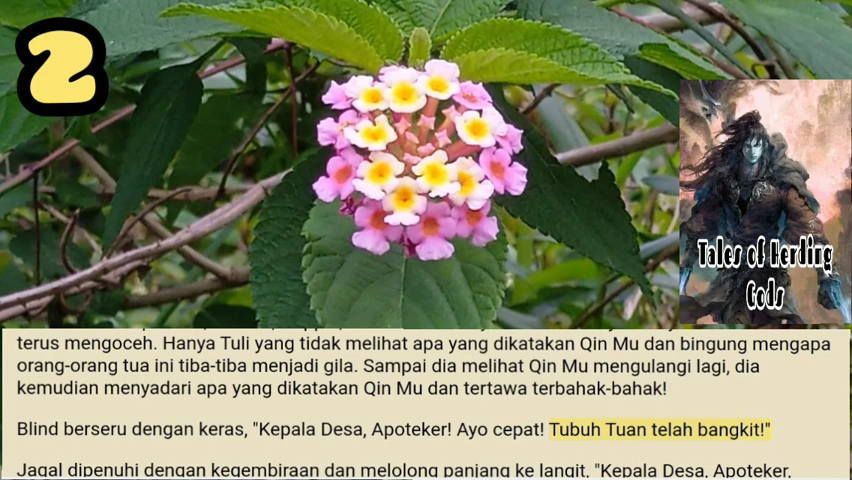 2
Tales of Herding
Gods
terus mengoceh. Hanya Tuli yang tidak melihat apa yang dikatakan Qin Mu dan bingung mengapa
orang-orang tua ini tiba-tiba menjadi gila. Sampai dia melihat Qin Mu mengulangi lagi, dia
kemudian menyadari apa yang dikatakan Qin Mu dan tertawa terbahak-bahak!
Blind berseru dengan keras, "Kepala Desa, Apoteker! Ayo cepat! Tubuh Tuan telah bangkit!"
Jagal dipenuhi dengan kegembiraan dan melolong panjang ke langit, "Kepala Desa, Apoteker,